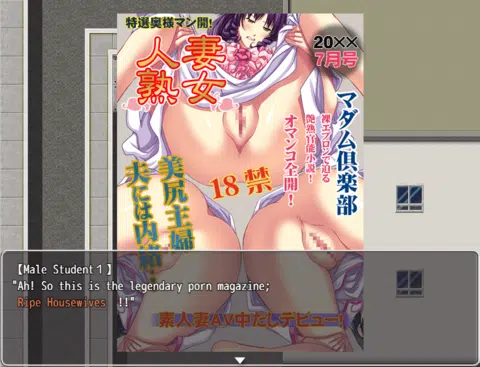 特選奥様マン開!
20××
7月号
人妻
熟女
マダム倶楽部
裸エプロンで迫る
艶熟官能小説!
オマンコ全開!
18禁
美尻主婦
夫には内緒
【Male Student１】
"Ah! So this is the legendary porn magazine;
Ripe Housewives !!"
素人妻AV中だしデビュー!